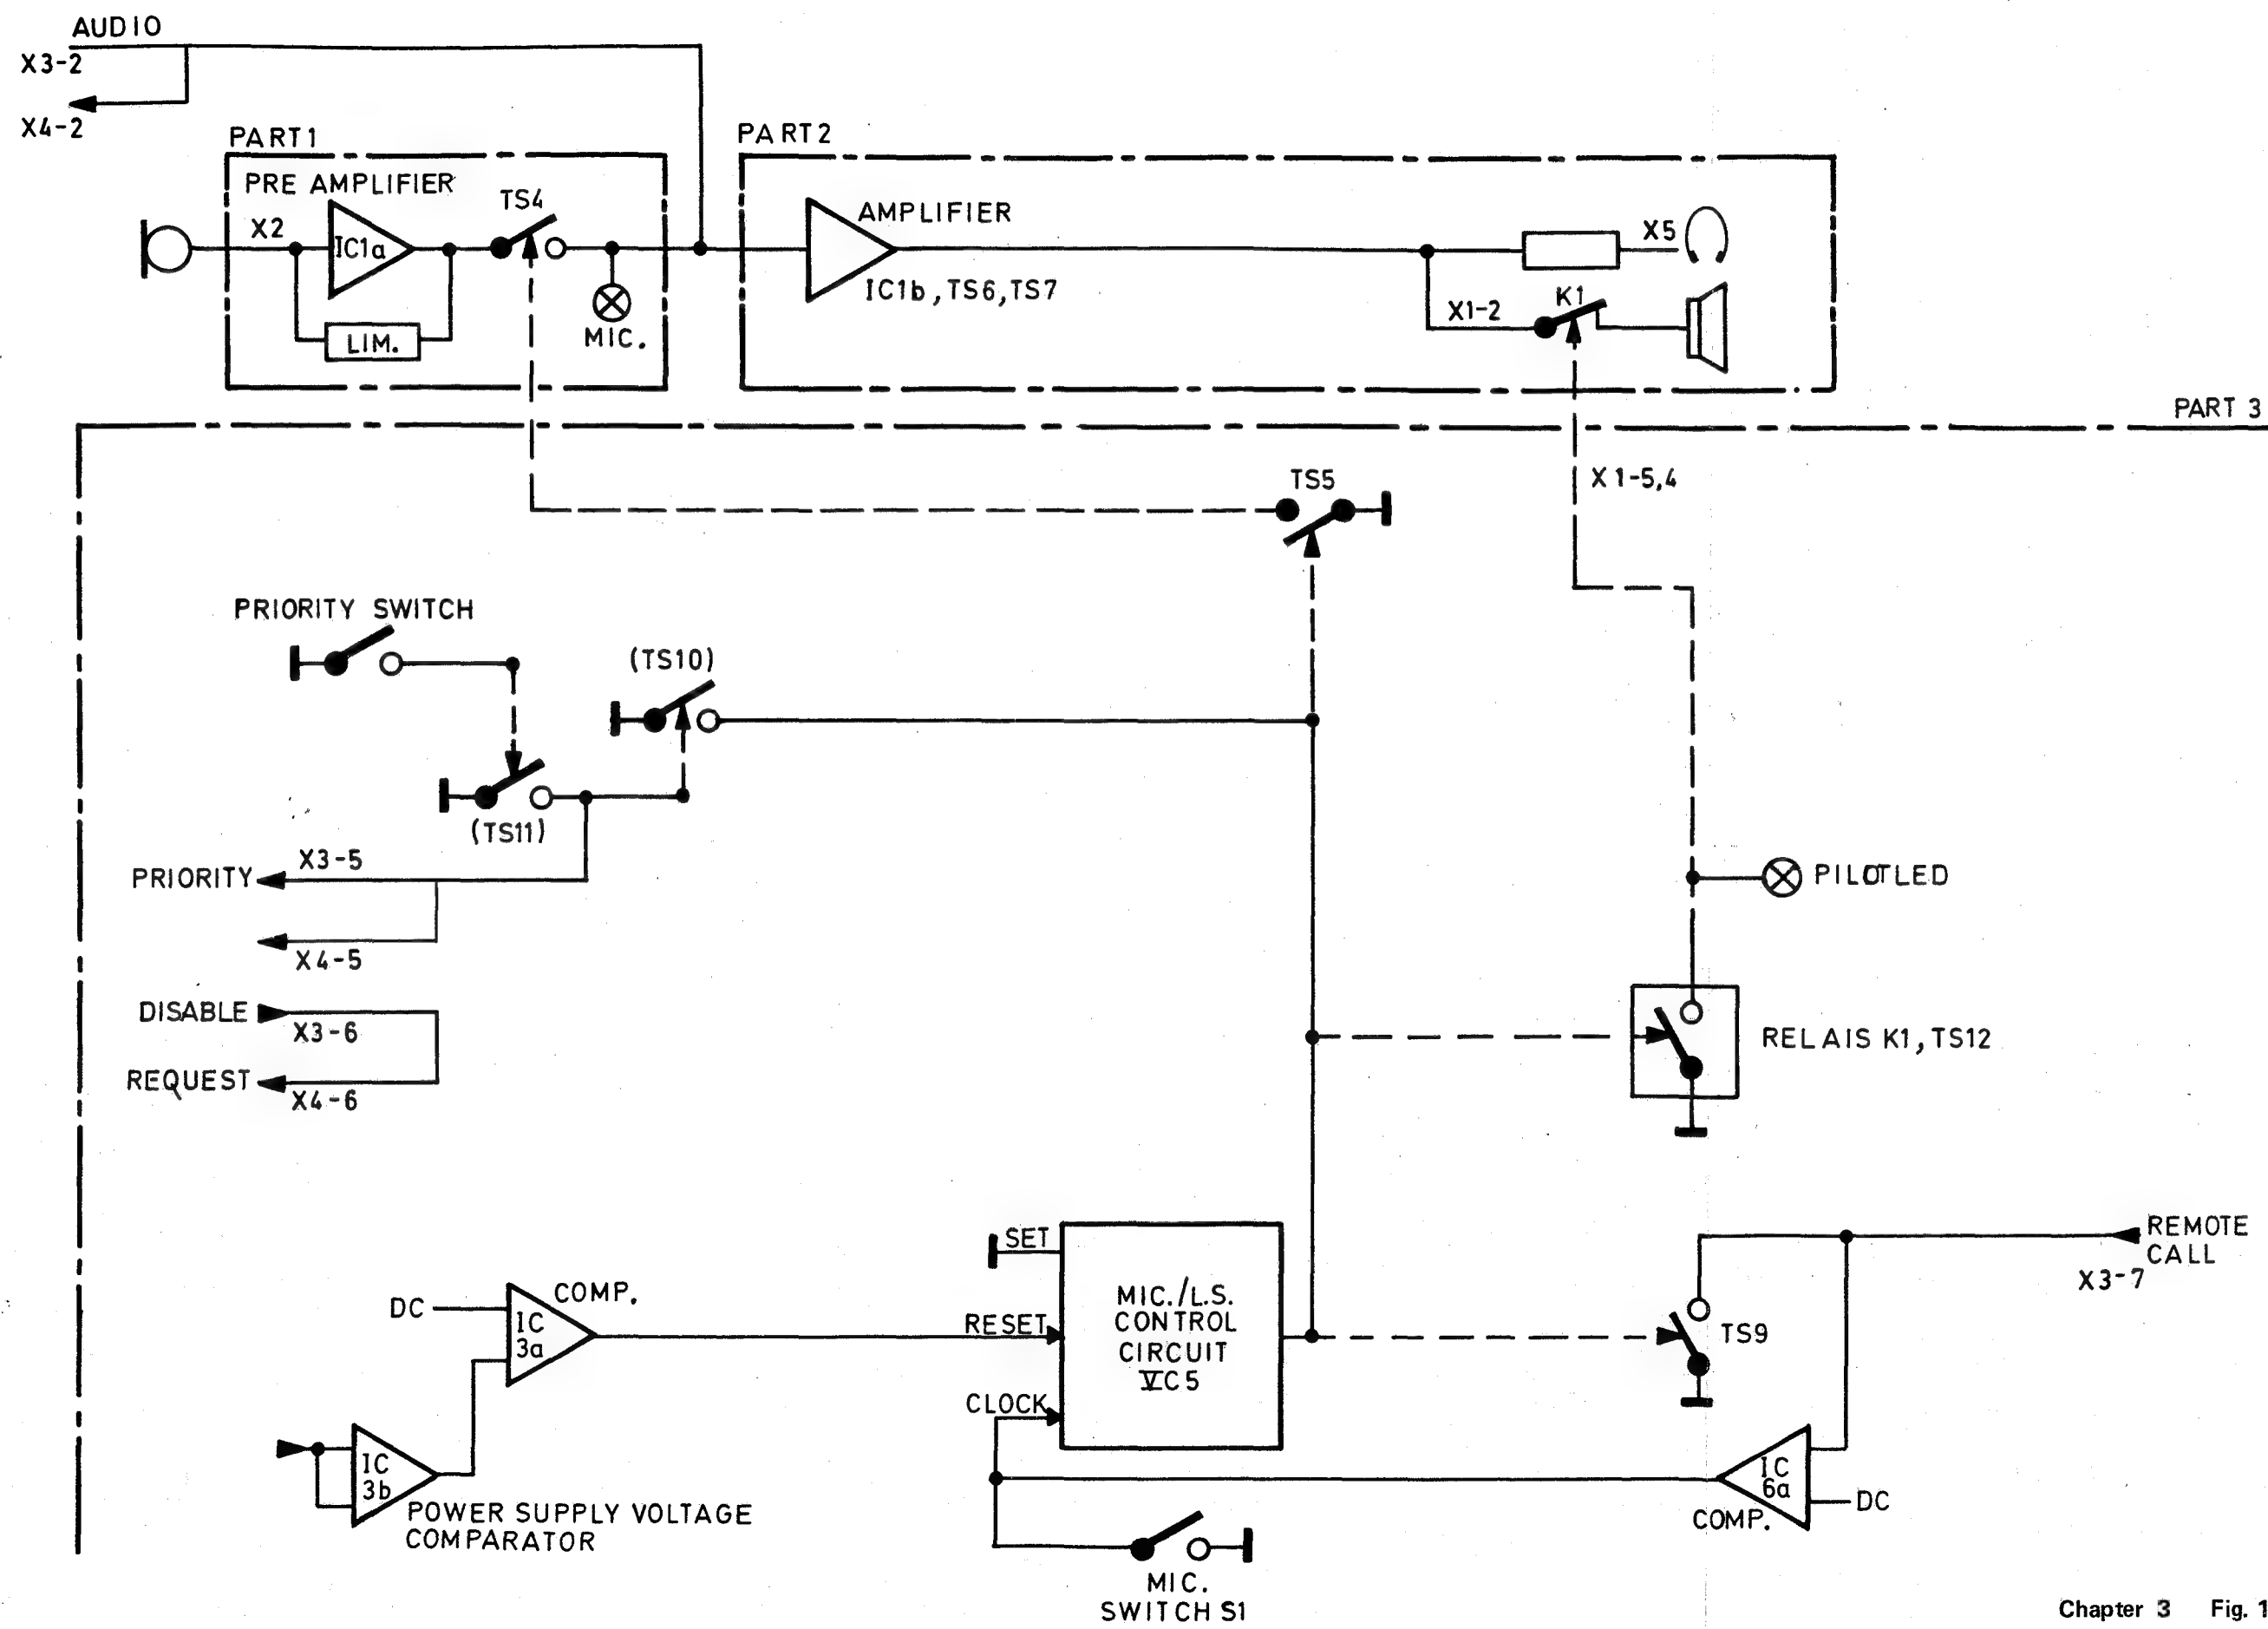 AUDIO
X3-2
X4-2
PART1
PRE AMPLIFIER
X2
IC1a
LIM.
TS4
MIC.
PART2
AMPLIFIER
IC1b, TS6, TS7
X5
X1-2
K1
PART 3
TS5
X1-5,4
PRIORITY SWITCH
(TS10)
(TS11)
PRIORITY
X3-5
X4-5
PILOTLED
DISABLE
X3-6
REQUEST
X4-6
RELAIS K1, TS12
SET
RESET
CLOCK
MIC./L.S.
CONTROL
CIRCUIT
VC5
DC
IC
3a
COMP.
IC
3b
POWER SUPPLY VOLTAGE
COMPARATOR
REMOTE
CALL
X3-7
TS9
IC
6a
DC
COMP.
MIC.
SWITCH S1
Chapter 3 Fig. 1